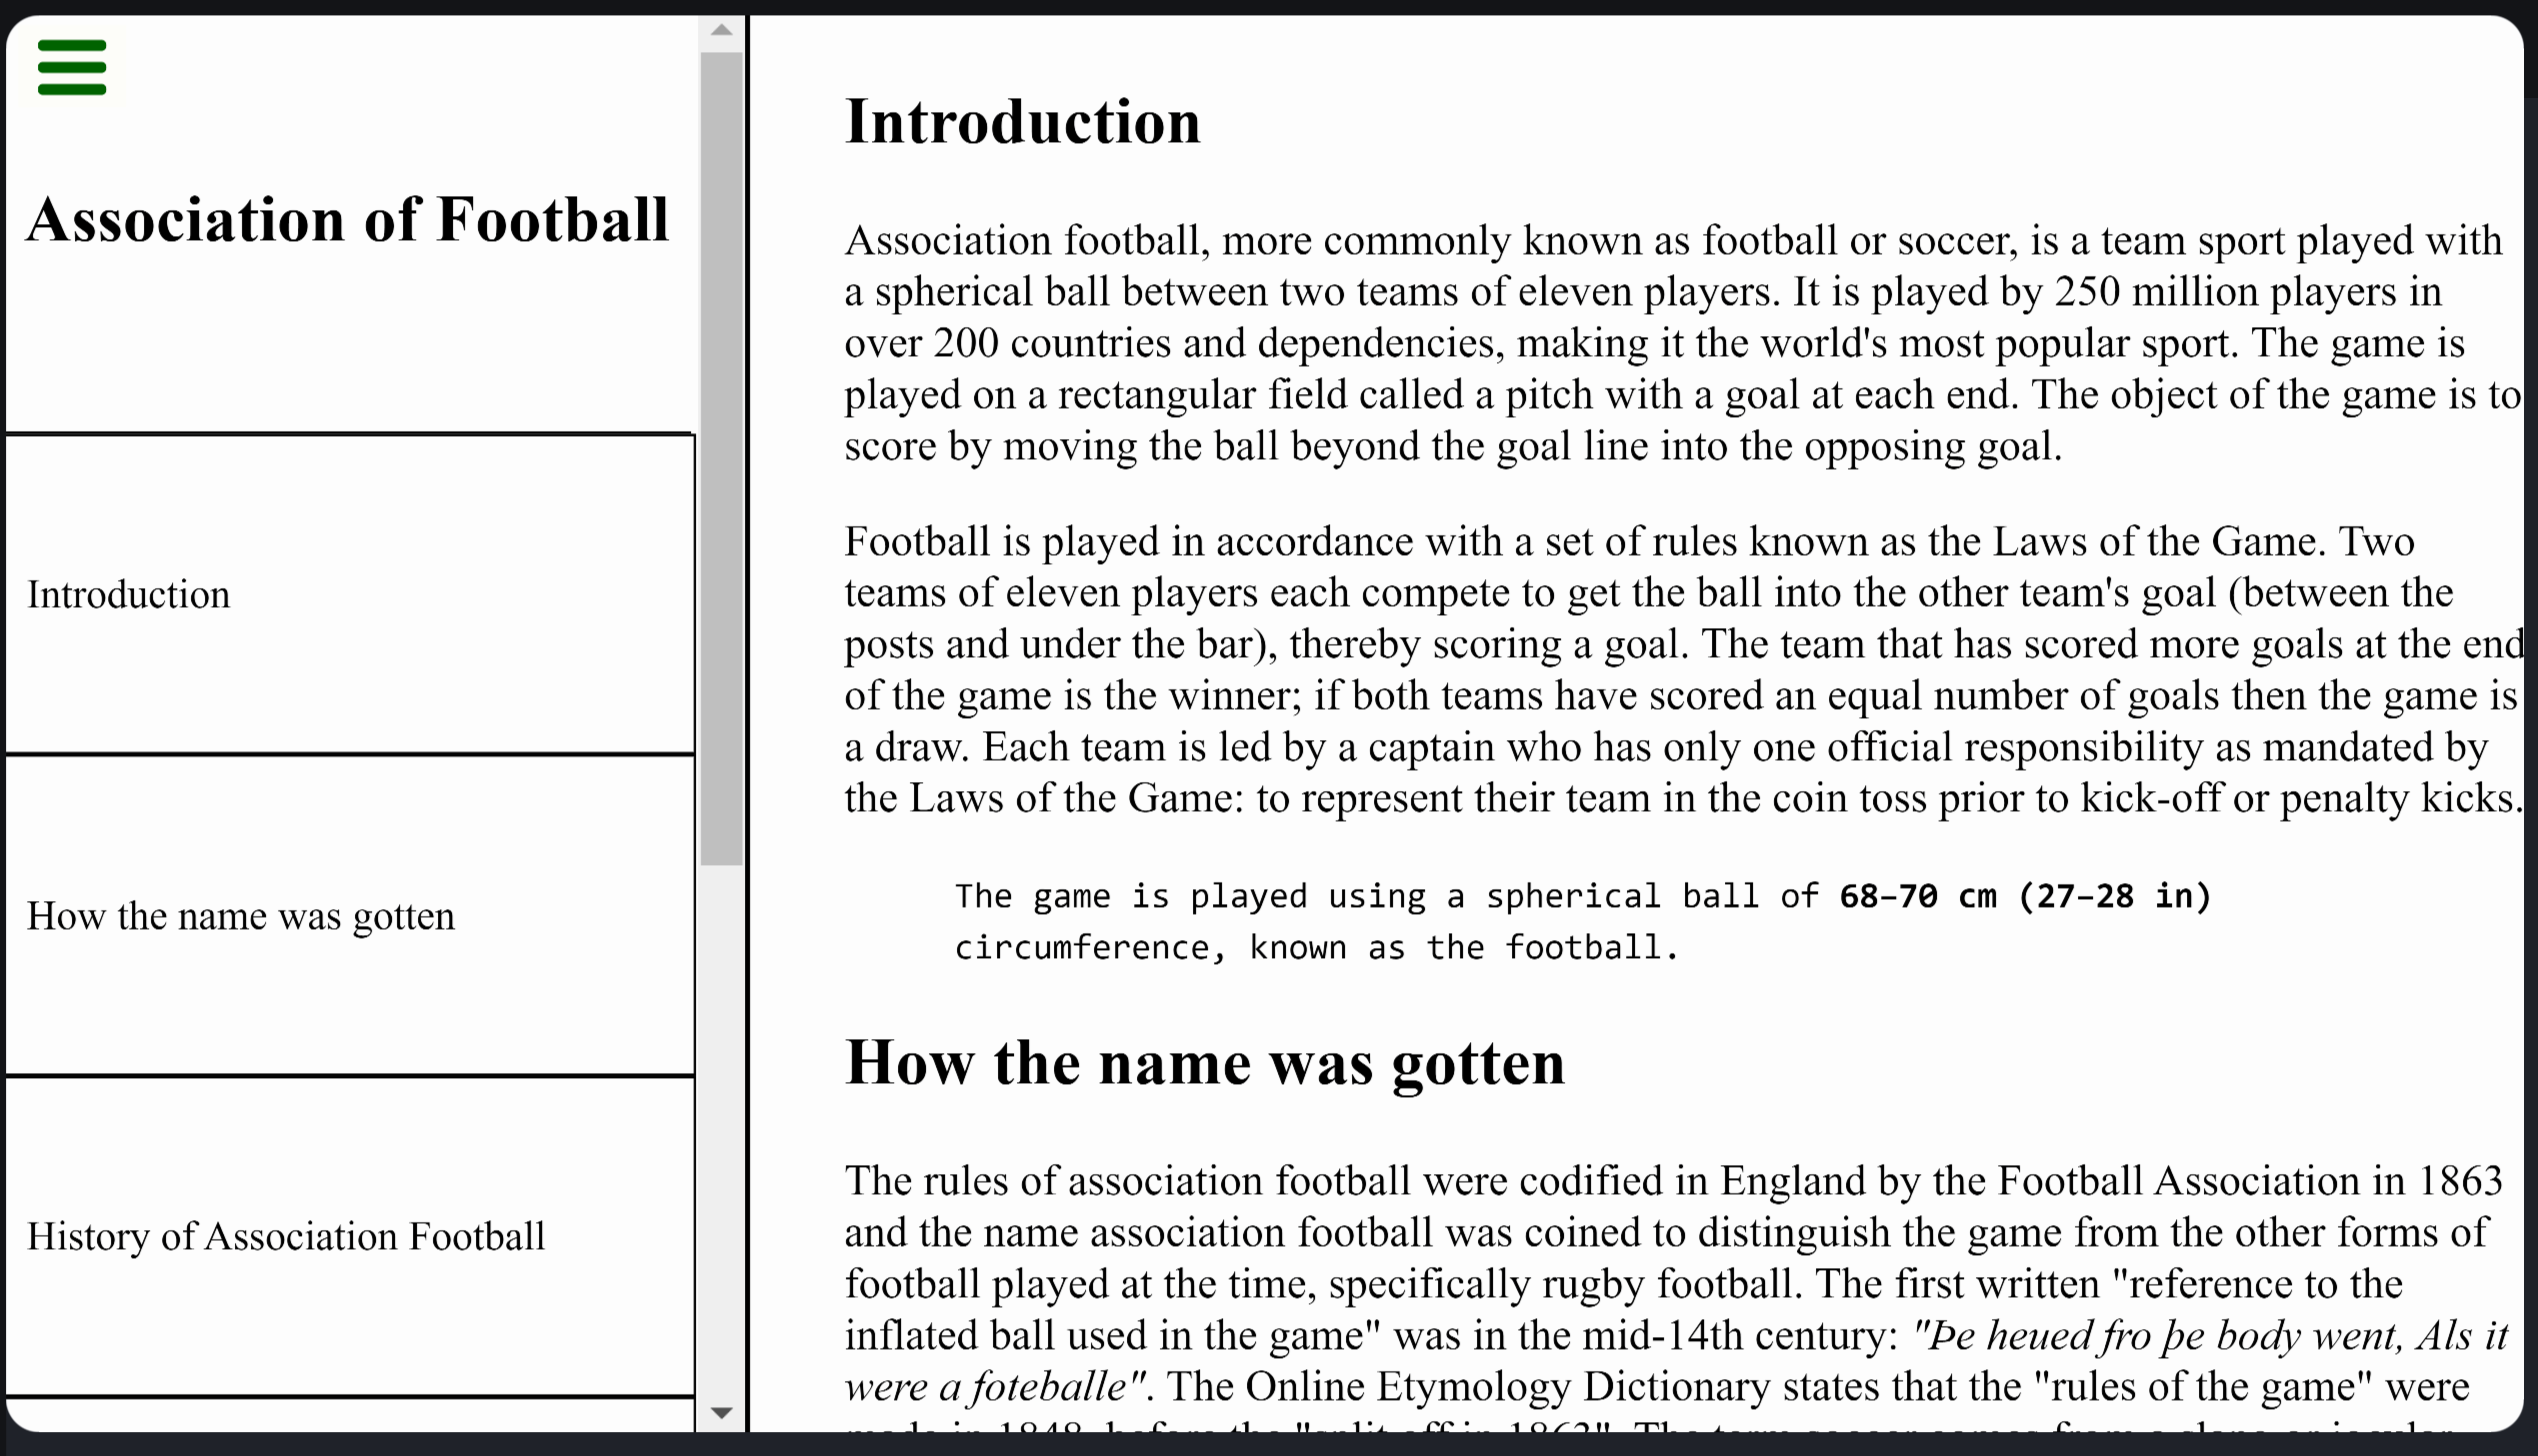 Association of Football
Introduction
How the name was gotten
History of Association Football
Introduction
Association football, more commonly known as football or soccer, is a team sport played with
a spherical ball between two teams of eleven players. It is played by 250 million players in
over 200 countries and dependencies, making it the world's most popular sport. The game is
played on a rectangular field called a pitch with a goal at each end. The object of the game is to
score by moving the ball beyond the goal line into the opposing goal.
Football is played in accordance with a set of rules known as the Laws of the Game. Two
teams of eleven players each compete to get the ball into the other team's goal (between the
posts and under the bar), thereby scoring a goal. The team that has scored more goals at the end
of the game is the winner; if both teams have scored an equal number of goals then the game is
a draw. Each team is led by a captain who has only one official responsibility as mandated by
the Laws of the Game: to represent their team in the coin toss prior to kick-off or penalty kicks.
The game is played using a spherical ball of 68–70 cm (27–28 in)
circumference, known as the football.
How the name was gotten
The rules of association football were codified in England by the Football Association in 1863
and the name association football was coined to distinguish the game from the other forms of
football played at the time, specifically rugby football. The first written "reference to the
inflated ball used in the game" was in the mid-14th century: "Þe heued fro þe body went, Als it
were a foteballe". The Online Etymology Dictionary states that the "rules of the game" were